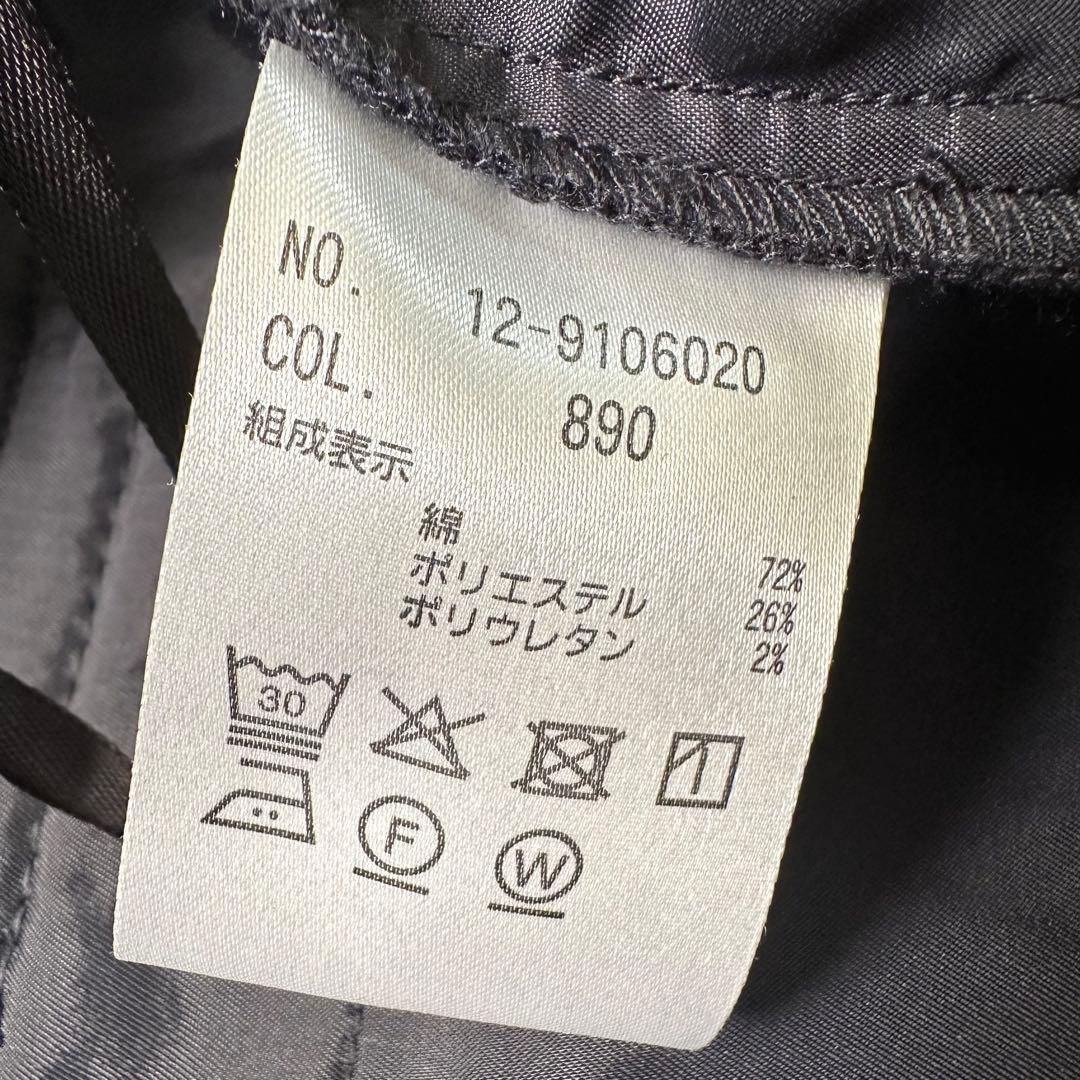 NO. 12-9106020
COL. 890
組成表示
綿 72%
ポリエステル 26%
ポリウレタン 2%
30
F
W